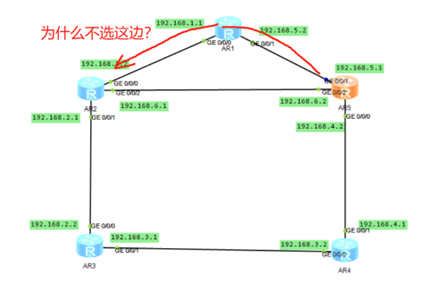 为什么不选这边?
192.168.1.1
192.168.5.2
GE 0/0/0
GE 0/0/1
AR1
192.168.5.1
GE 0/0/0
GE 0/0/1
GE 0/0/2
192.168.6.1
192.168.6.2
GE 0/0/2
AR2
AR5
192.168.2.1
GE 0/0/1
GE 0/0/0
192.168.4.2
192.168.2.2
GE 0/0/0
192.168.3.1
GE 0/0/1
AR3
192.168.4.1
GE 0/0/1
192.168.3.2
GE 0/0/0
AR4